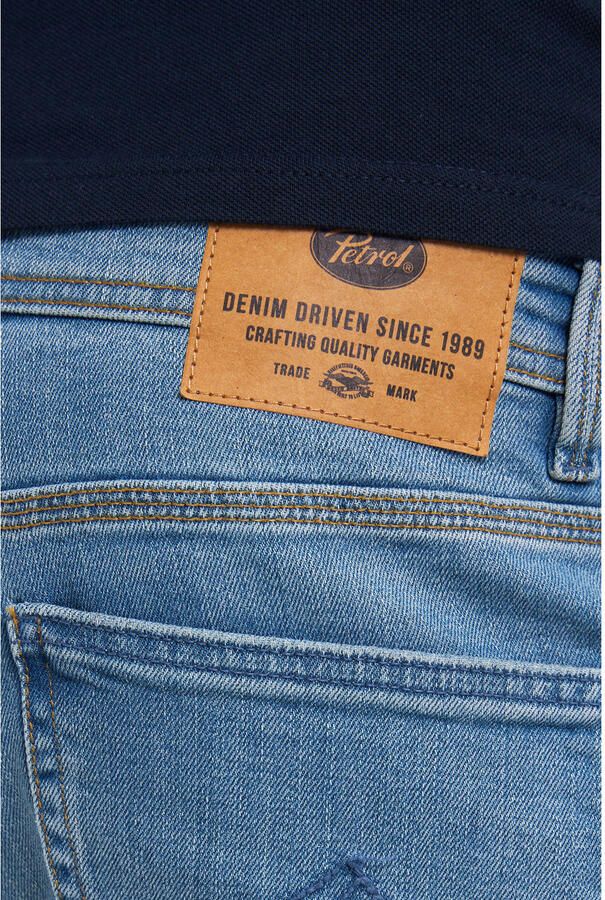 Petrol®
DENIM DRIVEN SINCE 1989
CRAFTING QUALITY GARMENTS
TRADE MARK